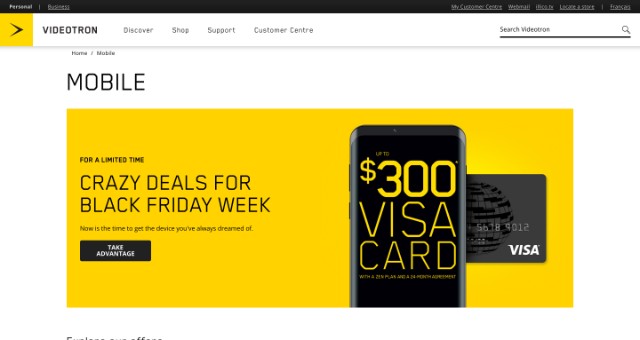 Personal | Business
My Customer Centre Webmail illico.tv Locate a store | Français
VIDEOTRON Discover Shop Support Customer Centre Search Videotron
Home / Mobile
MOBILE
FOR A LIMITED TIME
CRAZY DEALS FOR
BLACK FRIDAY WEEK
Now is the time to get the device you've always dreamed of.
TAKE
ADVANTAGE
UP TO
$300*
VISA
CARD
WITH A ZEN PLAN AND A 24-MONTH AGREEMENT
9012
VISA
Explore our offers